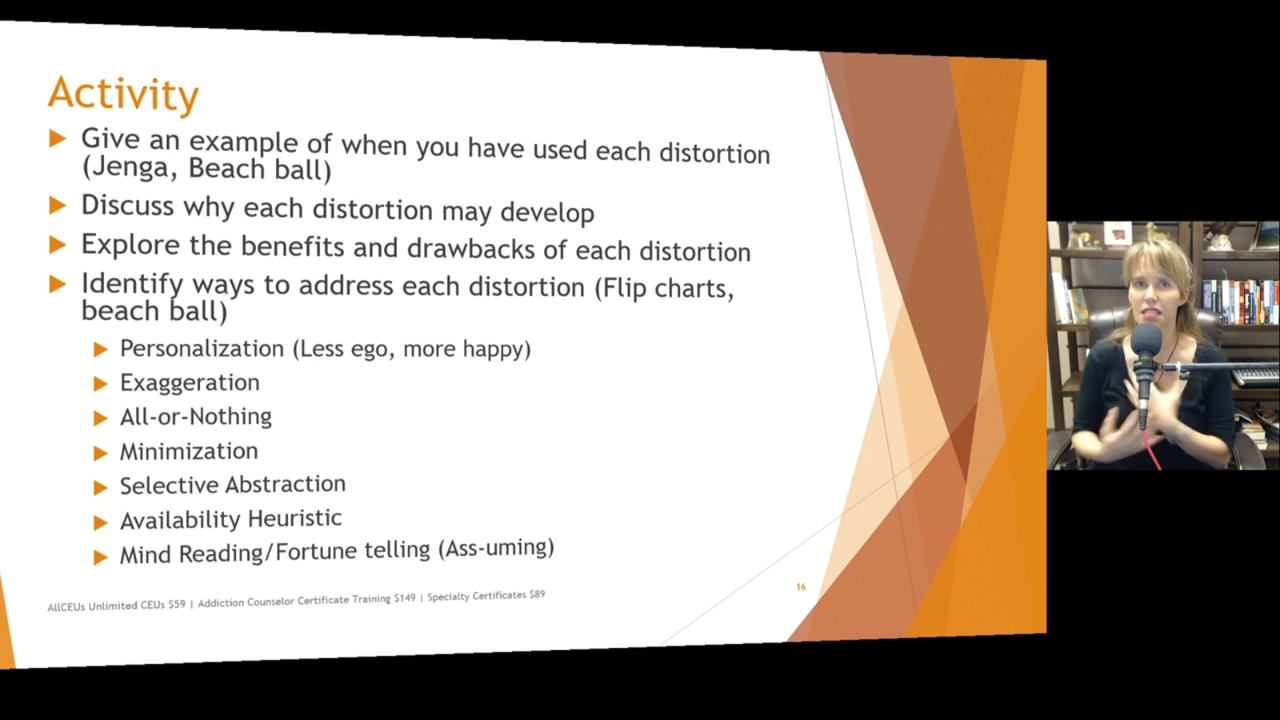 Activity
Give an example of when you have used each distortion
(Jenga, Beach ball)
Discuss why each distortion may develop
Explore the benefits and drawbacks of each distortion
Identify ways to address each distortion (Flip charts,
beach ball)
Personalization (Less ego, more happy)
Exaggeration
All-or-Nothing
Minimization
Selective Abstraction
Availability Heuristic
Mind Reading/Fortune telling (Ass-uming)
AllCEUs Unlimited CEUs $59 | Addiction Counselor Certificate Training $149 | Specialty Certificates $89
16